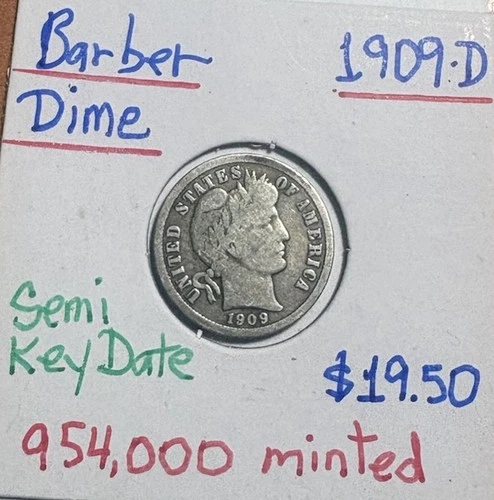 Barber
Dime
1909-D
UNITED STATES OF AMERICA
1909
Semi
Key Date
$19.50
954,000 minted